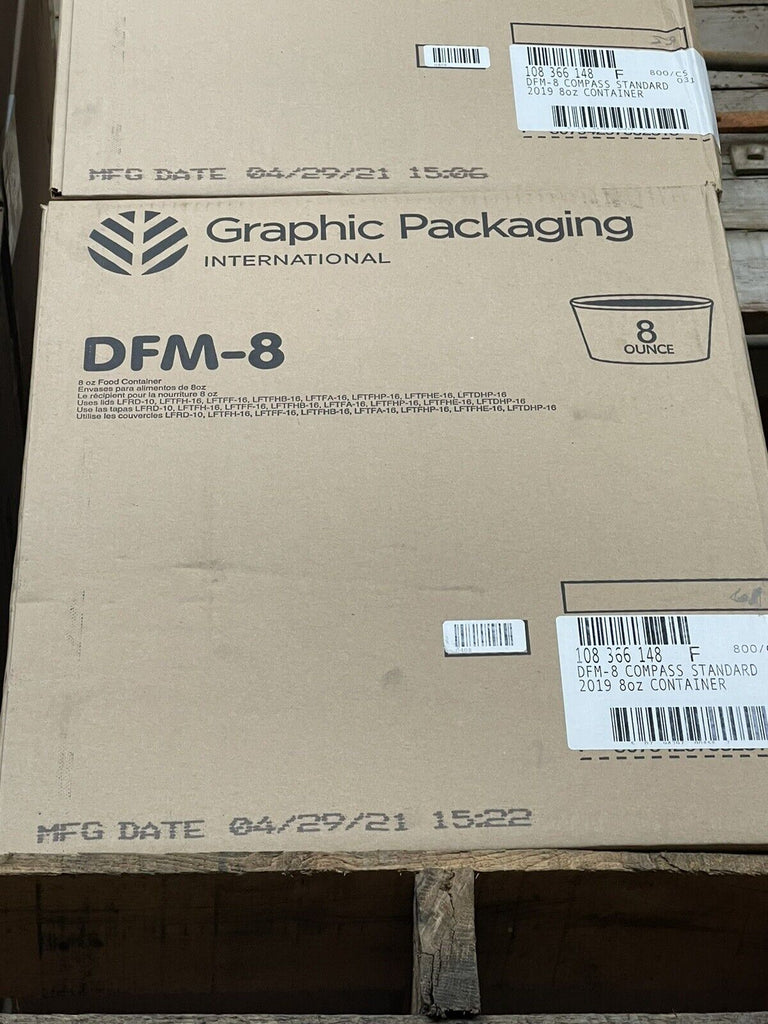 108 366 148 F 800/CS
031
DFM-8 COMPASS STANDARD
2019 8oz CONTAINER
MFG DATE 04/29/21 15:06
Graphic Packaging
INTERNATIONAL
8
OUNCE
DFM-8
8 oz Food Container
Envases para alimentos de 8oz
Le récipient pour la nourriture 8 oz
Uses lids LFRD-10, LFTFH-16, LFTFF-16, LFTFHB-16, LFTFA-16, LFTFHP-16, LFTFHE-16, LFTDHP-16
Use las tapas LFRD-10, LFTFH-16, LFTFF-16, LFTFHB-16, LFTFA-16, LFTFHP-16, LFTFHE-16, LFTDHP-16
Utilise les couvercles LFRD-10, LFTFH-16, LFTFF-16, LFTFHB-16, LFTFA-16, LFTFHP-16, LFTFHE-16, LFTDHP-16
108 366 148 F 800/
DFM-8 COMPASS STANDARD
2019 8oz CONTAINER
MFG DATE 04/29/21 15:22